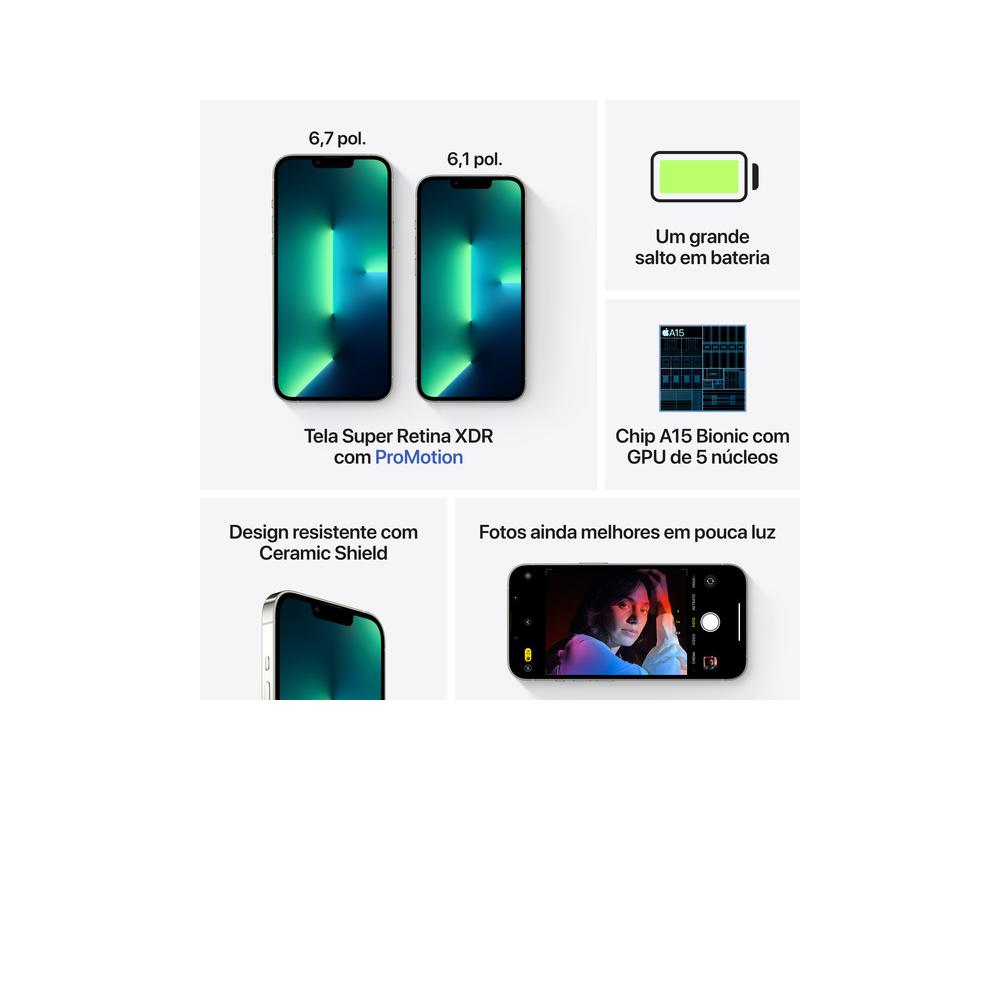 6,7 pol.
6,1 pol.
Tela Super Retina XDR
com ProMotion
Um grande
salto em bateria
A15
Chip A15 Bionic com
GPU de 5 núcleos
Design resistente com
Ceramic Shield
Fotos ainda melhores em pouca luz